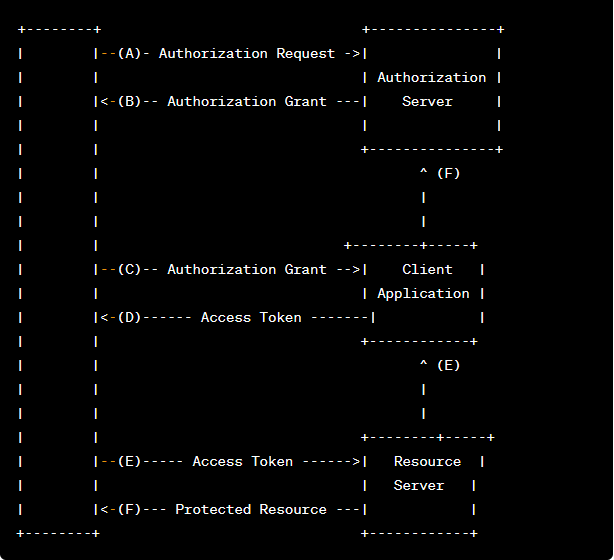 +--------+                               +---------------+
|        |--(A)- Authorization Request ->|               |
|        |                               | Authorization |
|        |<-(B)-- Authorization Grant ---|    Server     |
|        |                               |               |
|        |                               +---------------+
|        |                                      ^ (F)
|        |                                      |
|        |                                      |
|        |                             +--------+-----+
|        |--(C)-- Authorization Grant -->|    Client   |
|        |                               | Application |
|        |<-(D)------ Access Token -------|            |
|        |                               +------------+
|        |                                      ^ (E)
|        |                                      |
|        |                                      |
|        |                               +--------+-----+
|        |--(E)----- Access Token ------>|   Resource  |
|        |                               |   Server   |
|        |<-(F)--- Protected Resource ---|            |
+--------+                               +------------+